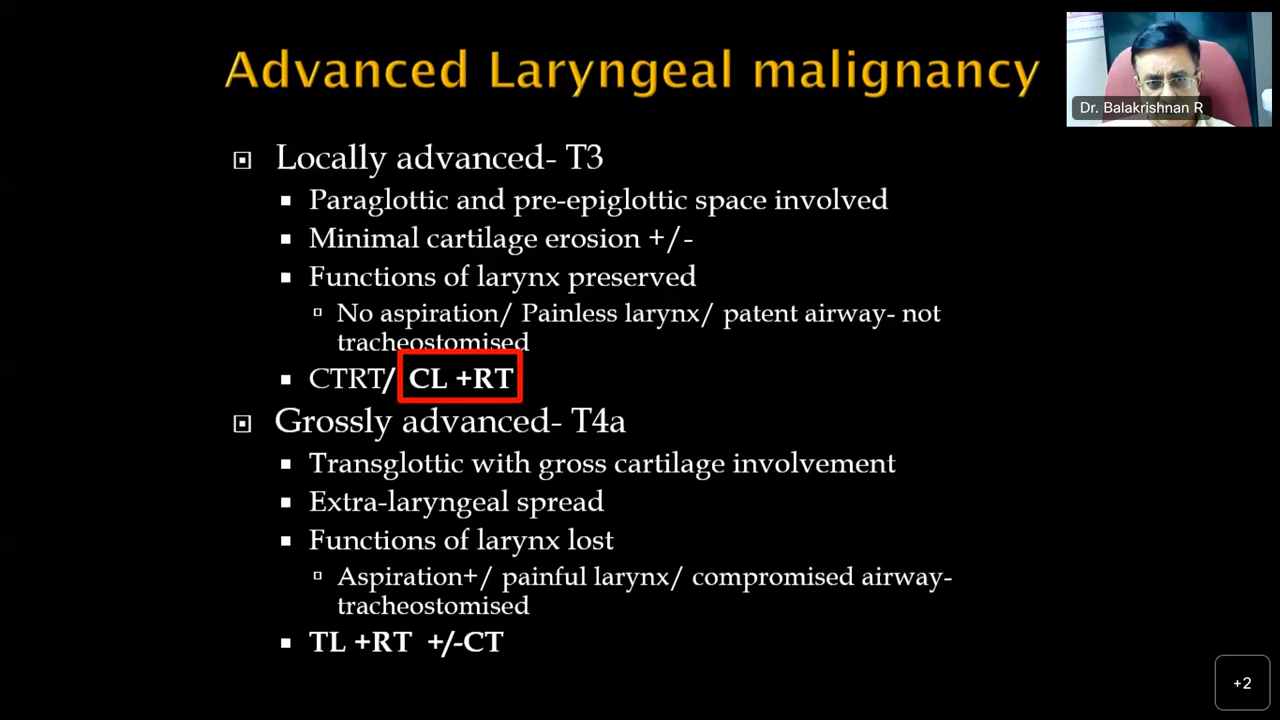 Advanced Laryngeal malignancy
Dr. Balakrishnan R
Locally advanced- T3
Paraglottic and pre-epiglottic space involved
Minimal cartilage erosion +/-
Functions of larynx preserved
No aspiration/ Painless larynx/ patent airway- not
tracheostomised
CTRT/ CL +RT
Grossly advanced- T4a
Transglottic with gross cartilage involvement
Extra-laryngeal spread
Functions of larynx lost
Aspiration+/ painful larynx/ compromised airway-
tracheostomised
TL +RT +/-CT
+2